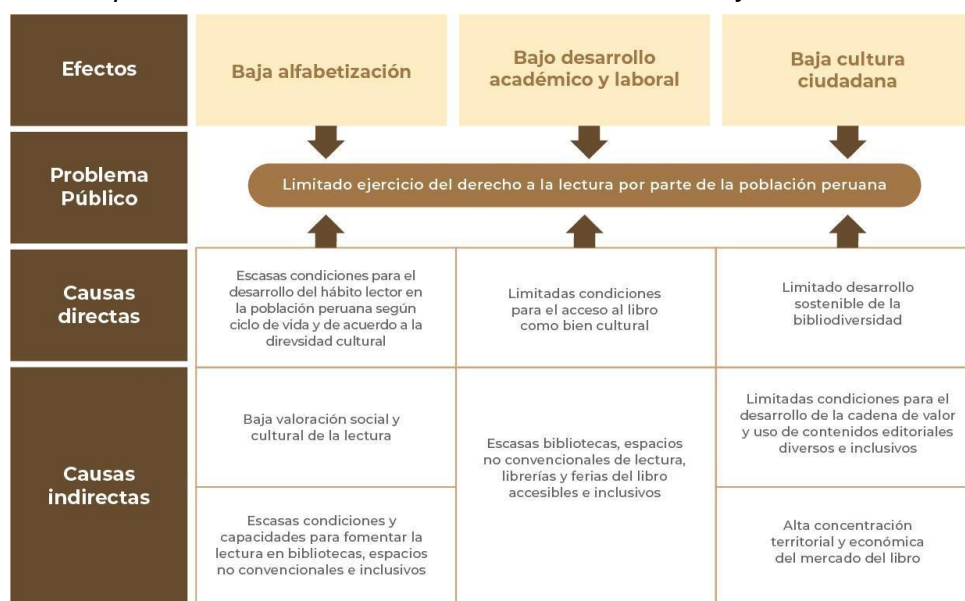 Efectos
Baja alfabetización
Bajo desarrollo
académico y laboral
Baja cultura
ciudadana
Problema
Público
Limitado ejercicio del derecho a la lectura por parte de la población peruana
Causas
directas
Escasas condiciones para el
desarrollo del hábito lector en
la población peruana según
ciclo de vida y de acuerdo a la
direvsidad cultural
Limitadas condiciones
para el acceso al libro
como bien cultural
Limitado desarrollo
sostenible de la
bibliodiversidad
Causas
indirectas
Baja valoración social y
cultural de la lectura
Escasas condiciones y
capacidades para fomentar la
lectura en bibliotecas, espacios
no convencionales e inclusivos
Escasas bibliotecas, espacios
no convencionales de lectura,
librerías y ferias del libro
accesibles e inclusivos
Limitadas condiciones para el
desarrollo de la cadena de valor
y uso de contenidos editoriales
diversos e inclusivos
Alta concentración
territorial y económica
del mercado del libro